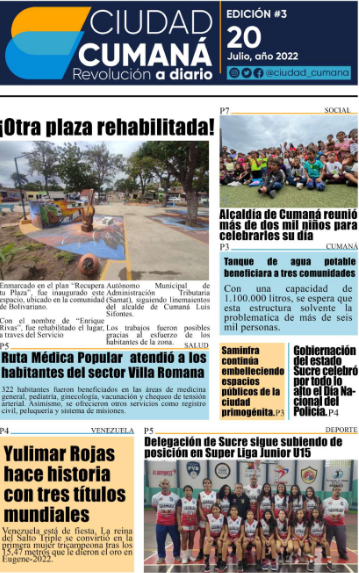 CIUDAD
CUMANÁ
Revolución a diario
EDICIÓN #3
20
Julio, año 2022
@ciudad_cumana
¡Otra plaza rehabilitada!
Enmarcado en el plan “Recupera
tu Plaza”, fue inaugurado este
espacio, ubicado en la comunidad
de Bolivariano.
Con el nombre de “Enrique
Rivas”, fue rehabilitado el lugar,
a traves del Servicio
Autónomo Municipal de
Administración Tributaria
(Samat), siguiendo lineamientos
del alcalde de Cumaná Luis
Sifontes.
Los trabajos fueron posibles
gracias al esfuerzo de los
habitantes de la zona.
P7 SOCIAL
Alcaldía de Cumaná reunió
más de dos mil niños para
celebrarles su día
P3 CUMANÁ
Tanque de agua potable
beneficiara a tres comunidades
Con una capacidad de
1.100.000 litros, se espera que
esta estructura solvente la
problematica de más de seis
mil personas.
P5 SALUD
Ruta Médica Popular atendió a los
habitantes del sector Villa Romana
322 habitantes fueron beneficiados en las áreas de medicina
general, pediatría, ginecología, vacunación y chequeo de tensión
arterial. Asimismo, se ofrecieron otros servicios como registro
civil, peluquería y sistema de misiones.
Saminfra
continúa
embelleciendo
espacios
públicos de la
ciudad
primogénita.P3
Gobernación
del estado
Sucre celebró
por todo lo
alto el Día Na-
cional del
Policía. P4
P4 VENEZUELA
Yulimar Rojas
hace historia
con tres títulos
mundiales
Venezuela está de fiesta, La reina
del Salto Triple se convirtió en la
primera mujer tricampeona tras los
15,47 metros que le dieron el oro en
Eugene-2022.
P5 DEPORTE
Delegación de Sucre sigue subiendo de
posición en Super Liga Junior U15